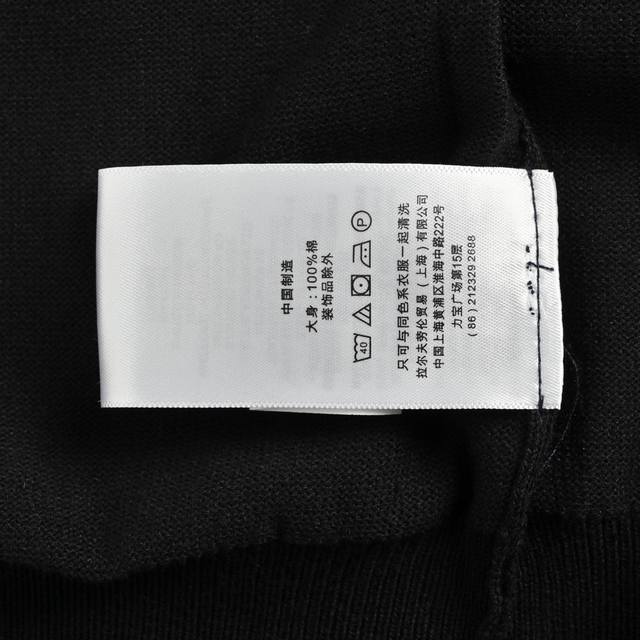 中国制造
大身：100%棉
装饰品除外
40 P
只可与同色系衣服一起清洗
拉尔夫劳伦贸易（上海）有限公司
中国上海黄浦区淮海中路222号
力宝广场第15层
(86) 212329 2688